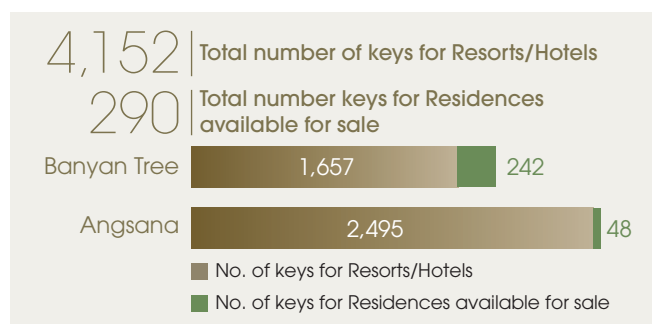 4,152 Total number of keys for Resorts/Hotels
290 Total number keys for Residences
available for sale
Banyan Tree 1,657 242
Angsana 2,495 48
No. of keys for Resorts/Hotels
No. of keys for Residences available for sale